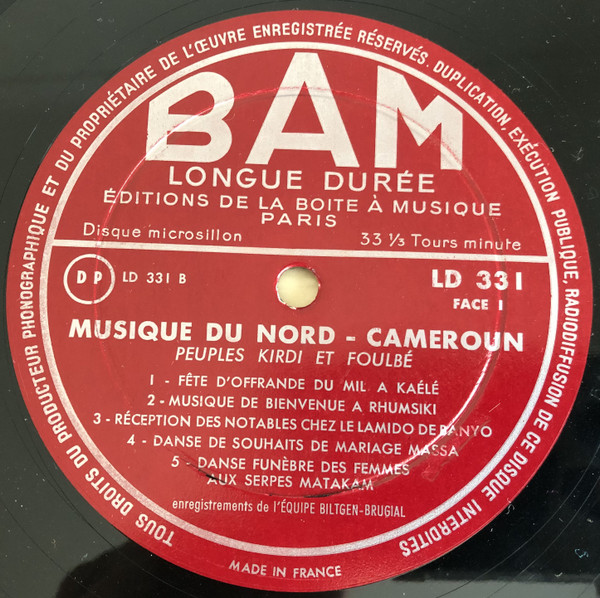 TOUS DROITS DU PRODUCTEUR PHONOGRAPHIQUE ET DU PROPRIÉTAIRE DE L'ŒUVRE ENREGISTRÉE RÉSERVÉS. DUPLICATION, EXÉCUTION PUBLIQUE, RADIODIFFUSION DE CE DISQUE INTERDITES
BAM
LONGUE DURÉE
ÉDITIONS DE LA BOITE À MUSIQUE
PARIS
Disque microsillon 33 ⅓ Tours minute
DP LD 331 B LD 331
FACE I
MUSIQUE DU NORD - CAMEROUN
PEUPLES KIRDI ET FOULBÉ
1 - FÊTE D'OFFRANDE DU MIL A KAÉLÉ
2 - MUSIQUE DE BIENVENUE A RHUMSIKI
3 - RÉCEPTION DES NOTABLES CHEZ LE LAMIDO DE BANYO
4 - DANSE DE SOUHAITS DE MARIAGE MASSA
5 - DANSE FUNÈBRE DES FEMMES
AUX SERPES MATAKAM
enregistrements de l'ÉQUIPE BILTGEN-BRUGIAL
MADE IN FRANCE